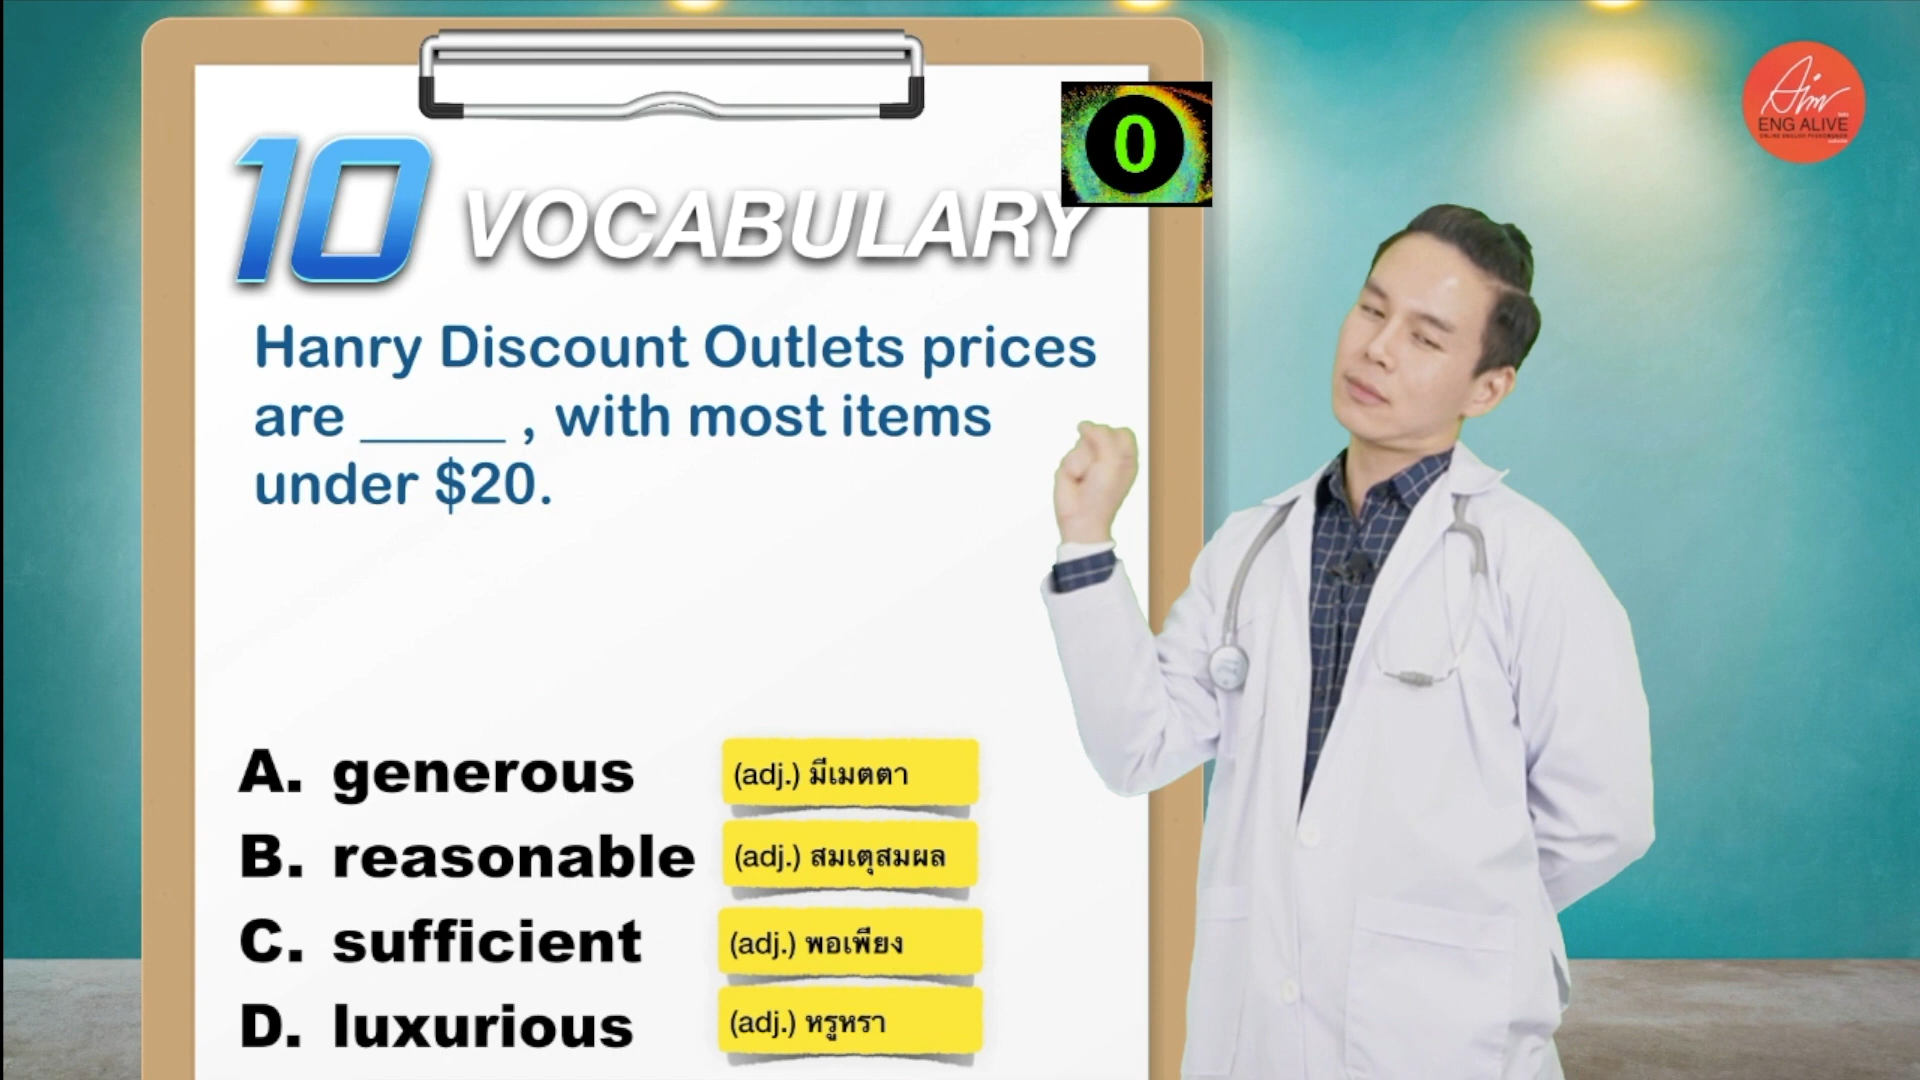 10 VOCABULARY
0
Aim
ENG ALIVE
Hanry Discount Outlets prices
are _____ , with most items
under $20.
A. generous (adj.) มีเมตตา
B. reasonable (adj.) สมเตุสมผล
C. sufficient (adj.) พอเพียง
D. luxurious (adj.) หรูหรา